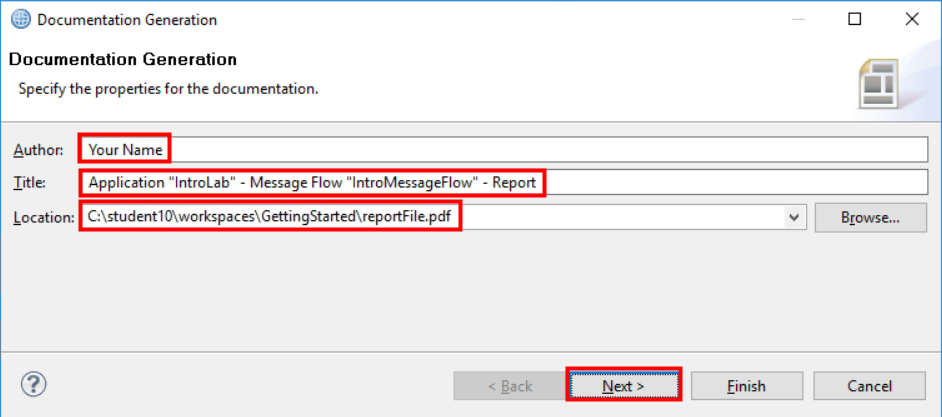 Documentation Generation
Documentation Generation
Specify the properties for the documentation.
Author: Your Name
Title: Application "IntroLab" - Message Flow "IntroMessageFlow" - Report
Location: C:\student10\workspaces\GettingStarted\reportFile.pdf Browse...
? < Back Next > Finish Cancel